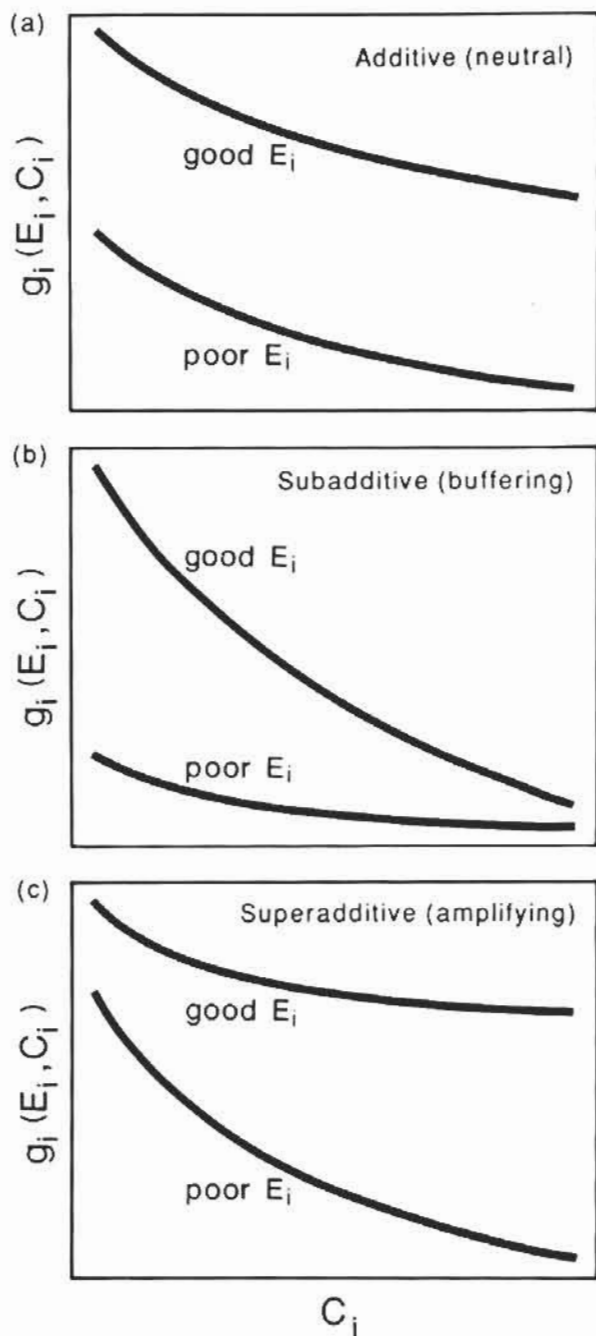 (a)
Additive (neutral)
good Eᵢ
poor Eᵢ
gᵢ (Eᵢ, Cᵢ)
(b)
Subadditive (buffering)
good Eᵢ
poor Eᵢ
gᵢ (Eᵢ, Cᵢ)
(c)
Superadditive (amplifying)
good Eᵢ
poor Eᵢ
gᵢ (Eᵢ, Cᵢ)
Cᵢ